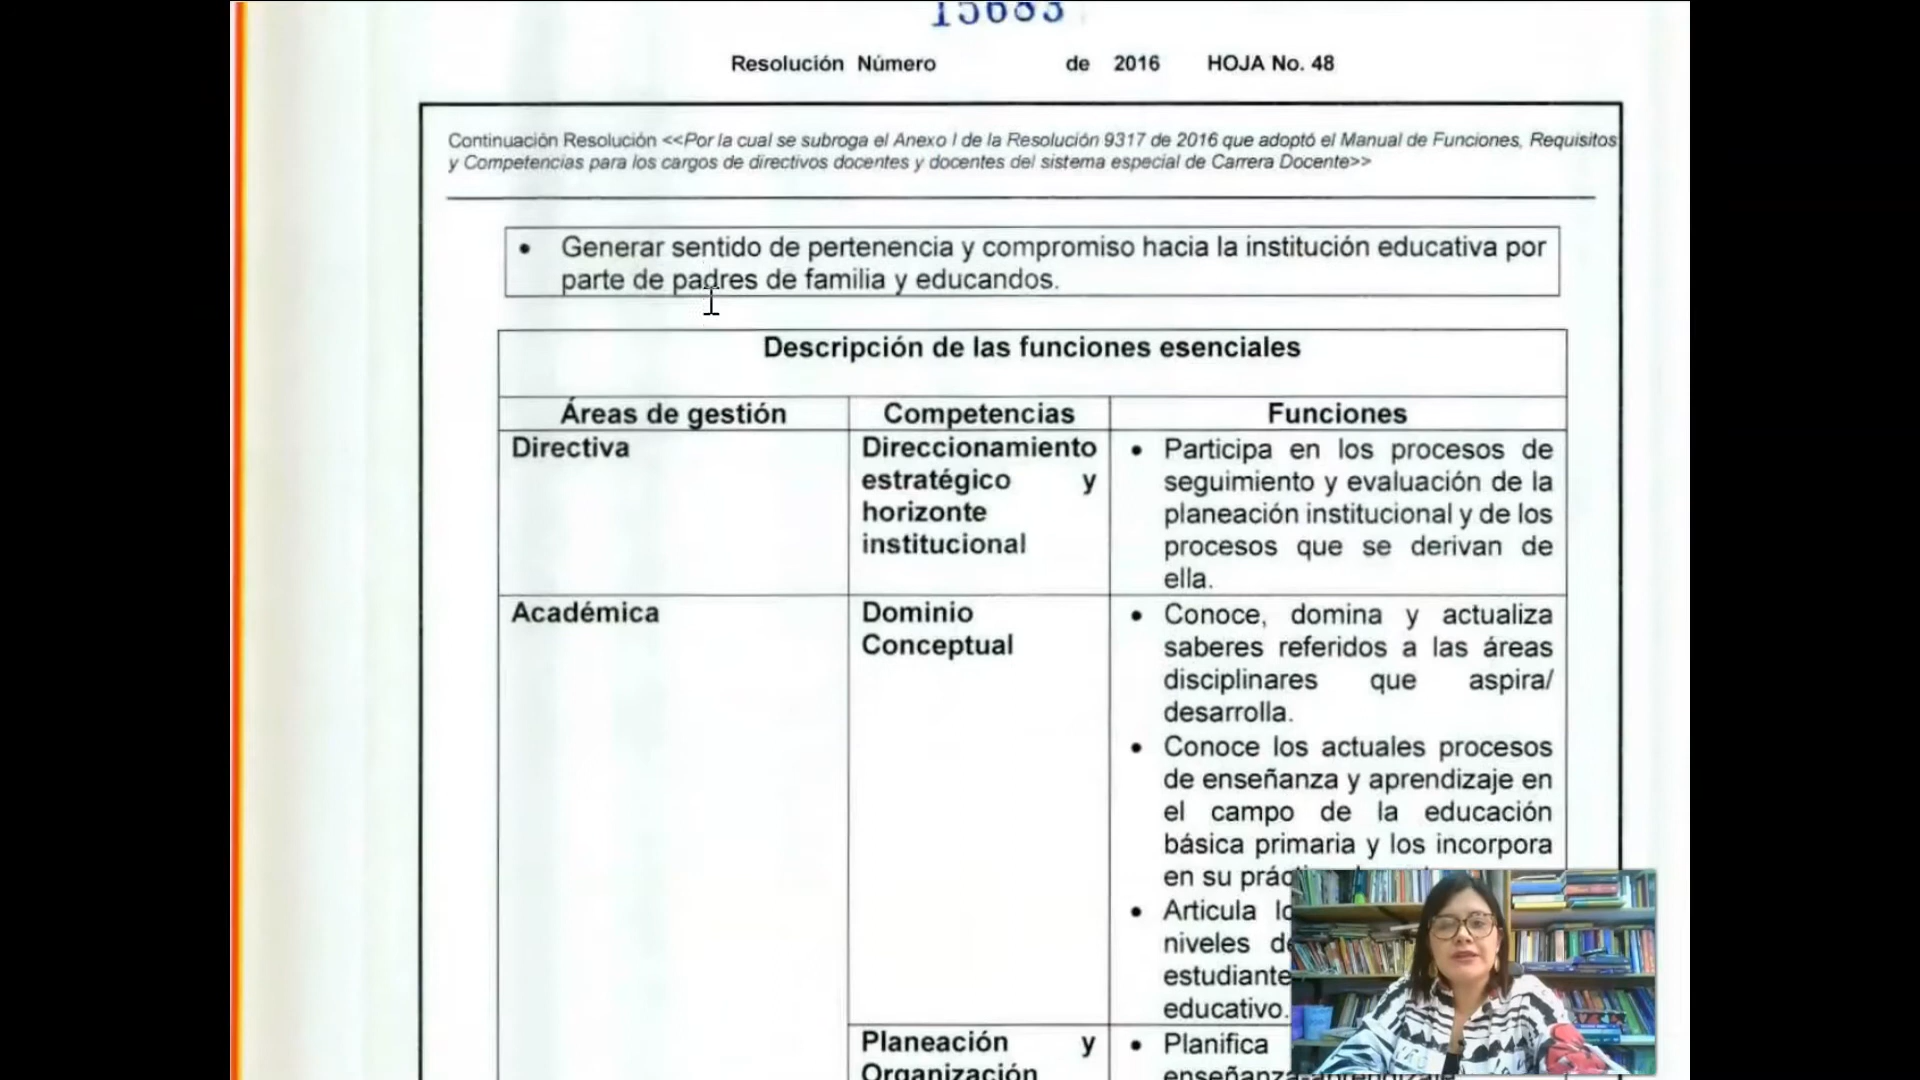 15683
Resolución Número de 2016 HOJA No. 48
Continuación Resolución <<Por la cual se subroga el Anexo I de la Resolución 9317 de 2016 que adoptó el Manual de Funciones, Requisitos
y Competencias para los cargos de directivos docentes y docentes del sistema especial de Carrera Docente>>
• Generar sentido de pertenencia y compromiso hacia la institución educativa por
parte de padres de familia y educandos.
Descripción de las funciones esenciales
Áreas de gestión Competencias Funciones
Directiva
Direccionamiento
estratégico y
horizonte
institucional
• Participa en los procesos de
seguimiento y evaluación de la
planeación institucional y de los
procesos que se derivan de
ella.
Académica
Dominio
Conceptual
• Conoce, domina y actualiza
saberes referidos a las áreas
disciplinares que aspira/
desarrolla.
• Conoce los actuales procesos
de enseñanza y aprendizaje en
el campo de la educación
básica primaria y los incorpora
en su
• Articula
niveles
educativo.
Planeación y
Organización
• Planifica